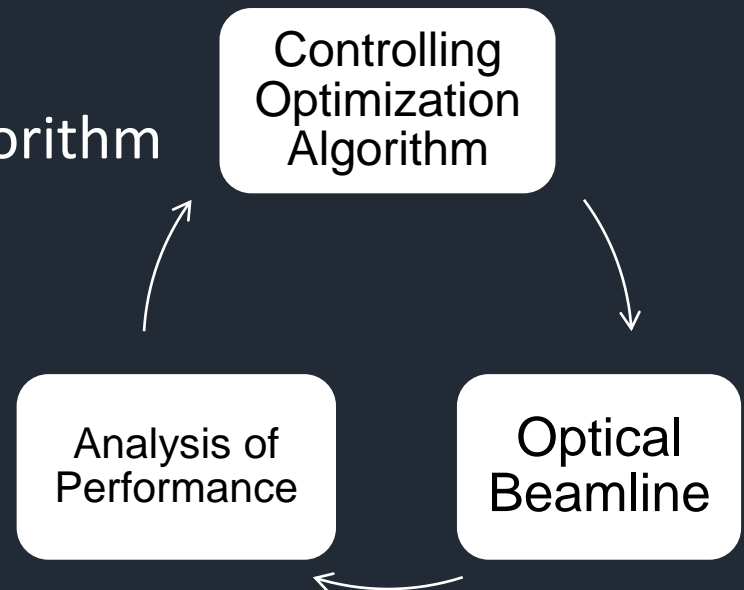 Controlling
Optimization
Algorithm
orithm
Analysis of
Performance
Optical
Beamline